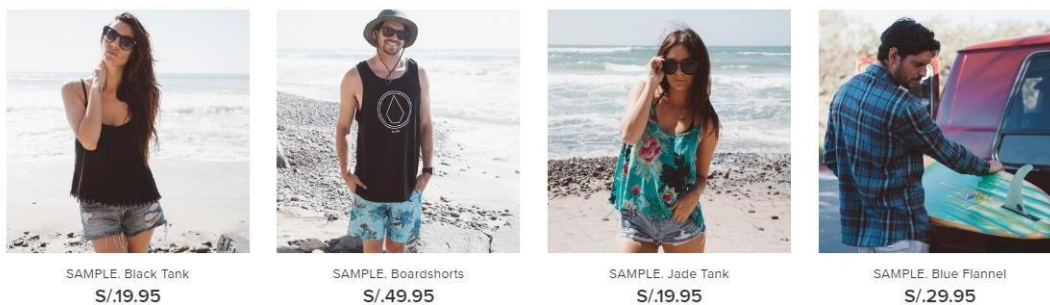 SAMPLE. Black Tank
S/.19.95
SAMPLE. Boardshorts
S/.49.95
SAMPLE. Jade Tank
S/.19.95
SAMPLE. Blue Flannel
S/.29.95